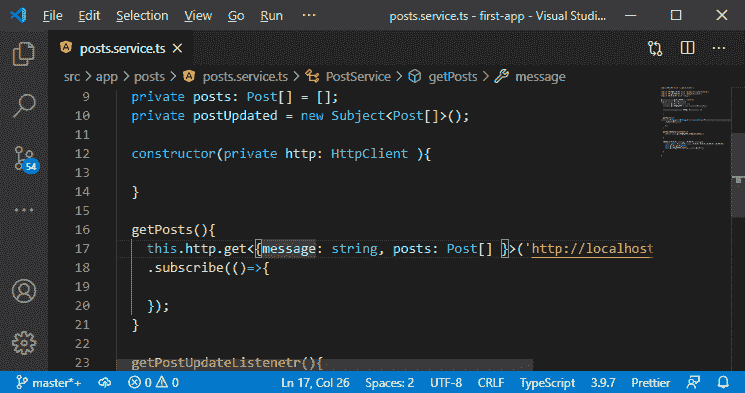 File Edit Selection View Go Run ··· posts.service.ts - first-app - Visual Studi...
posts.service.ts
src > app > posts > posts.service.ts > PostService > getPosts > message
9 private posts: Post[] = [];
10 private postUpdated = new Subject<Post[]>();
11
12 constructor(private http: HttpClient ){
13
14 }
15
16 getPosts(){
17 this.http.get<{message: string, posts: Post[] }>('http://localhost
18 .subscribe(()=>{
19
20 });
21 }
22
23 getPostUpdateListenetr(){
54
master*+ 0 0 Ln 17, Col 26 Spaces: 2 UTF-8 CRLF TypeScript 3.9.7 Prettier